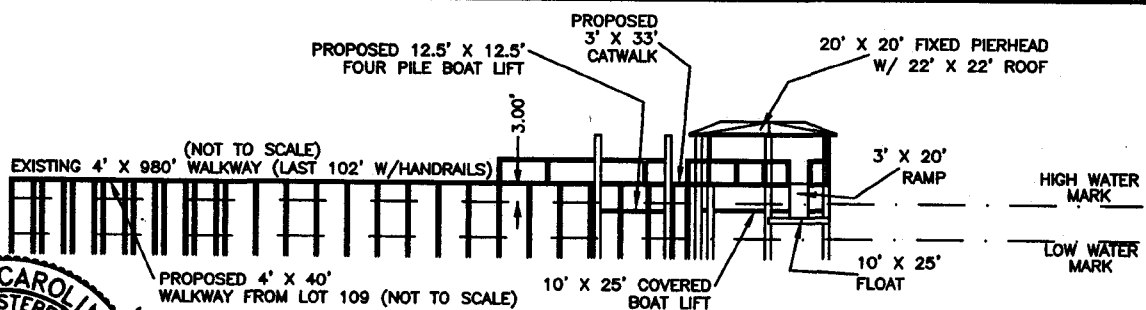 PROPOSED
3' X 33'
CATWALK
PROPOSED 12.5' X 12.5'
FOUR PILE BOAT LIFT
20' X 20' FIXED PIERHEAD
W/ 22' X 22' ROOF
3.00'
(NOT TO SCALE)
EXISTING 4' X 980' WALKWAY (LAST 102' W/HANDRAILS)
3' X 20'
RAMP
HIGH WATER
MARK
LOW WATER
MARK
PROPOSED 4' X 40'
WALKWAY FROM LOT 109 (NOT TO SCALE)
10' X 25' COVERED
BOAT LIFT
10' X 25'
FLOAT